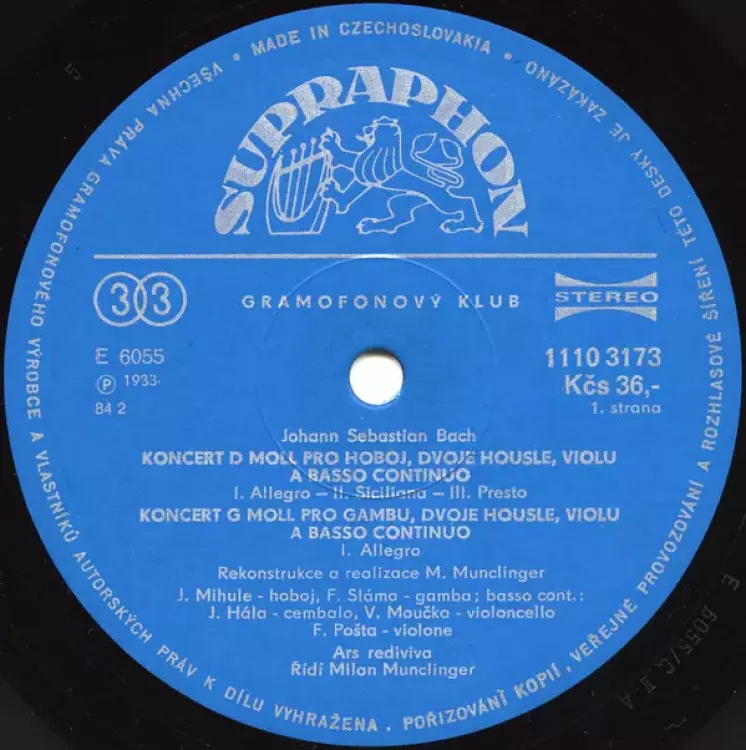 VŠECHNA PRÁVA GRAMOFONOVÉHO VÝROBCE A VLASTNÍKŮ AUTORSKÝCH PRÁV K DÍLU VYHRAŽENA. POŘIZOVÁNÍ KOPIÍ, VEŘEJNÉ PROVOZOVÁNÍ A ROZHLASOVÉ ŠÍŘENÍ TÉTO DESKY JE ZAKÁZÁNO
• MADE IN CZECHOSLOVAKIA •
SUPRAPHON
33
GRAMOFONOVÝ KLUB
STEREO
E 6055
1110 3173
Ⓟ 1933
Kčs 36,-
84 2
1. strana
Johann Sebastian Bach
KONCERT D MOLL PRO HOBOJ, DVOJE HOUSLE, VIOLU
A BASSO CONTINUO
I. Allegro – II. Siciliana – III. Presto
KONCERT G MOLL PRO GAMBU, DVOJE HOUSLE, VIOLU
A BASSO CONTINUO
I. Allegro
Rekonstrukce a realizace M. Munclinger
J. Mihule - hoboj, F. Sláma - gamba; basso cont.:
J. Hála - cembalo, V. Moučka - violoncello
F. Pošta - violone
Ars rediviva
Řídí Milan Munclinger
5